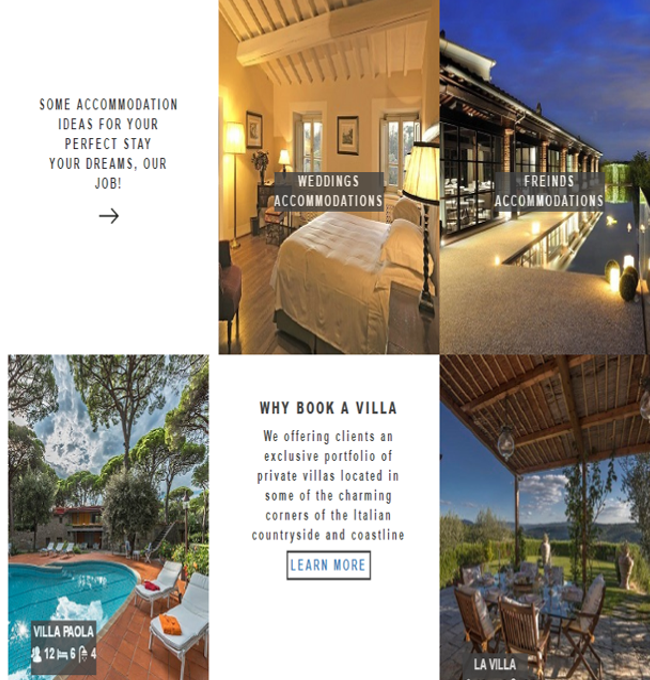 SOME ACCOMMODATION
IDEAS FOR YOUR
PERFECT STAY
YOUR DREAMS, OUR
JOB!
WEDDINGS
ACCOMMODATIONS
FREINDS
ACCOMMODATIONS
VILLA PAOLA
12 6 4
WHY BOOK A VILLA
We offering clients an
exclusive portfolio of
private villas located in
some of the charming
corners of the Italian
countryside and coastline
LEARN MORE
LA VILLA